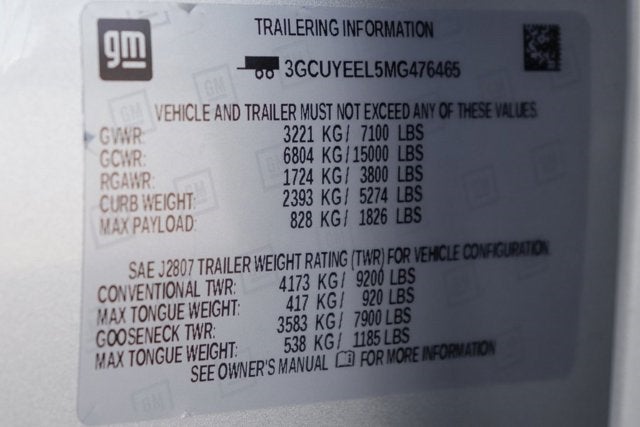 gm
TRAILERING INFORMATION
3GCUYEEL5MG476465
VEHICLE AND TRAILER MUST NOT EXCEED ANY OF THESE VALUES
GVWR: 3221 KG/ 7100 LBS
GCWR: 6804 KG/15000 LBS
RGAWR: 1724 KG/ 3800 LBS
CURB WEIGHT: 2393 KG/ 5274 LBS
MAX PAYLOAD: 828 KG/ 1826 LBS
SAE J2807 TRAILER WEIGHT RATING (TWR) FOR VEHICLE CONFIGURATION
CONVENTIONAL TWR: 4173 KG/ 9200 LBS
MAX TONGUE WEIGHT: 417 KG/ 920 LBS
GOOSENECK TWR: 3583 KG/ 7900 LBS
MAX TONGUE WEIGHT: 538 KG/ 1185 LBS
SEE OWNER'S MANUAL FOR MORE INFORMATION